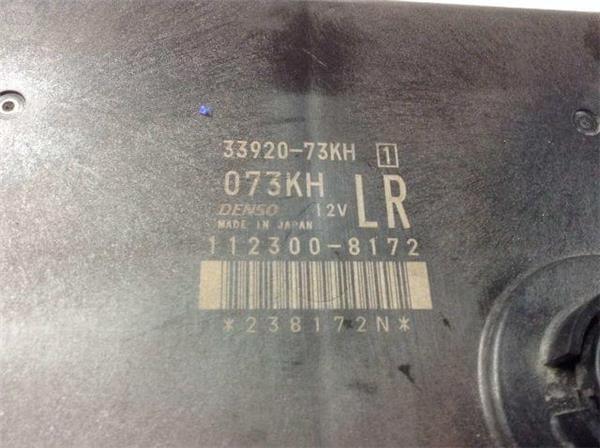 33920-73KH 1
073KH LR
DENSO 12V
MADE IN JAPAN
112300-8172
*238172N*